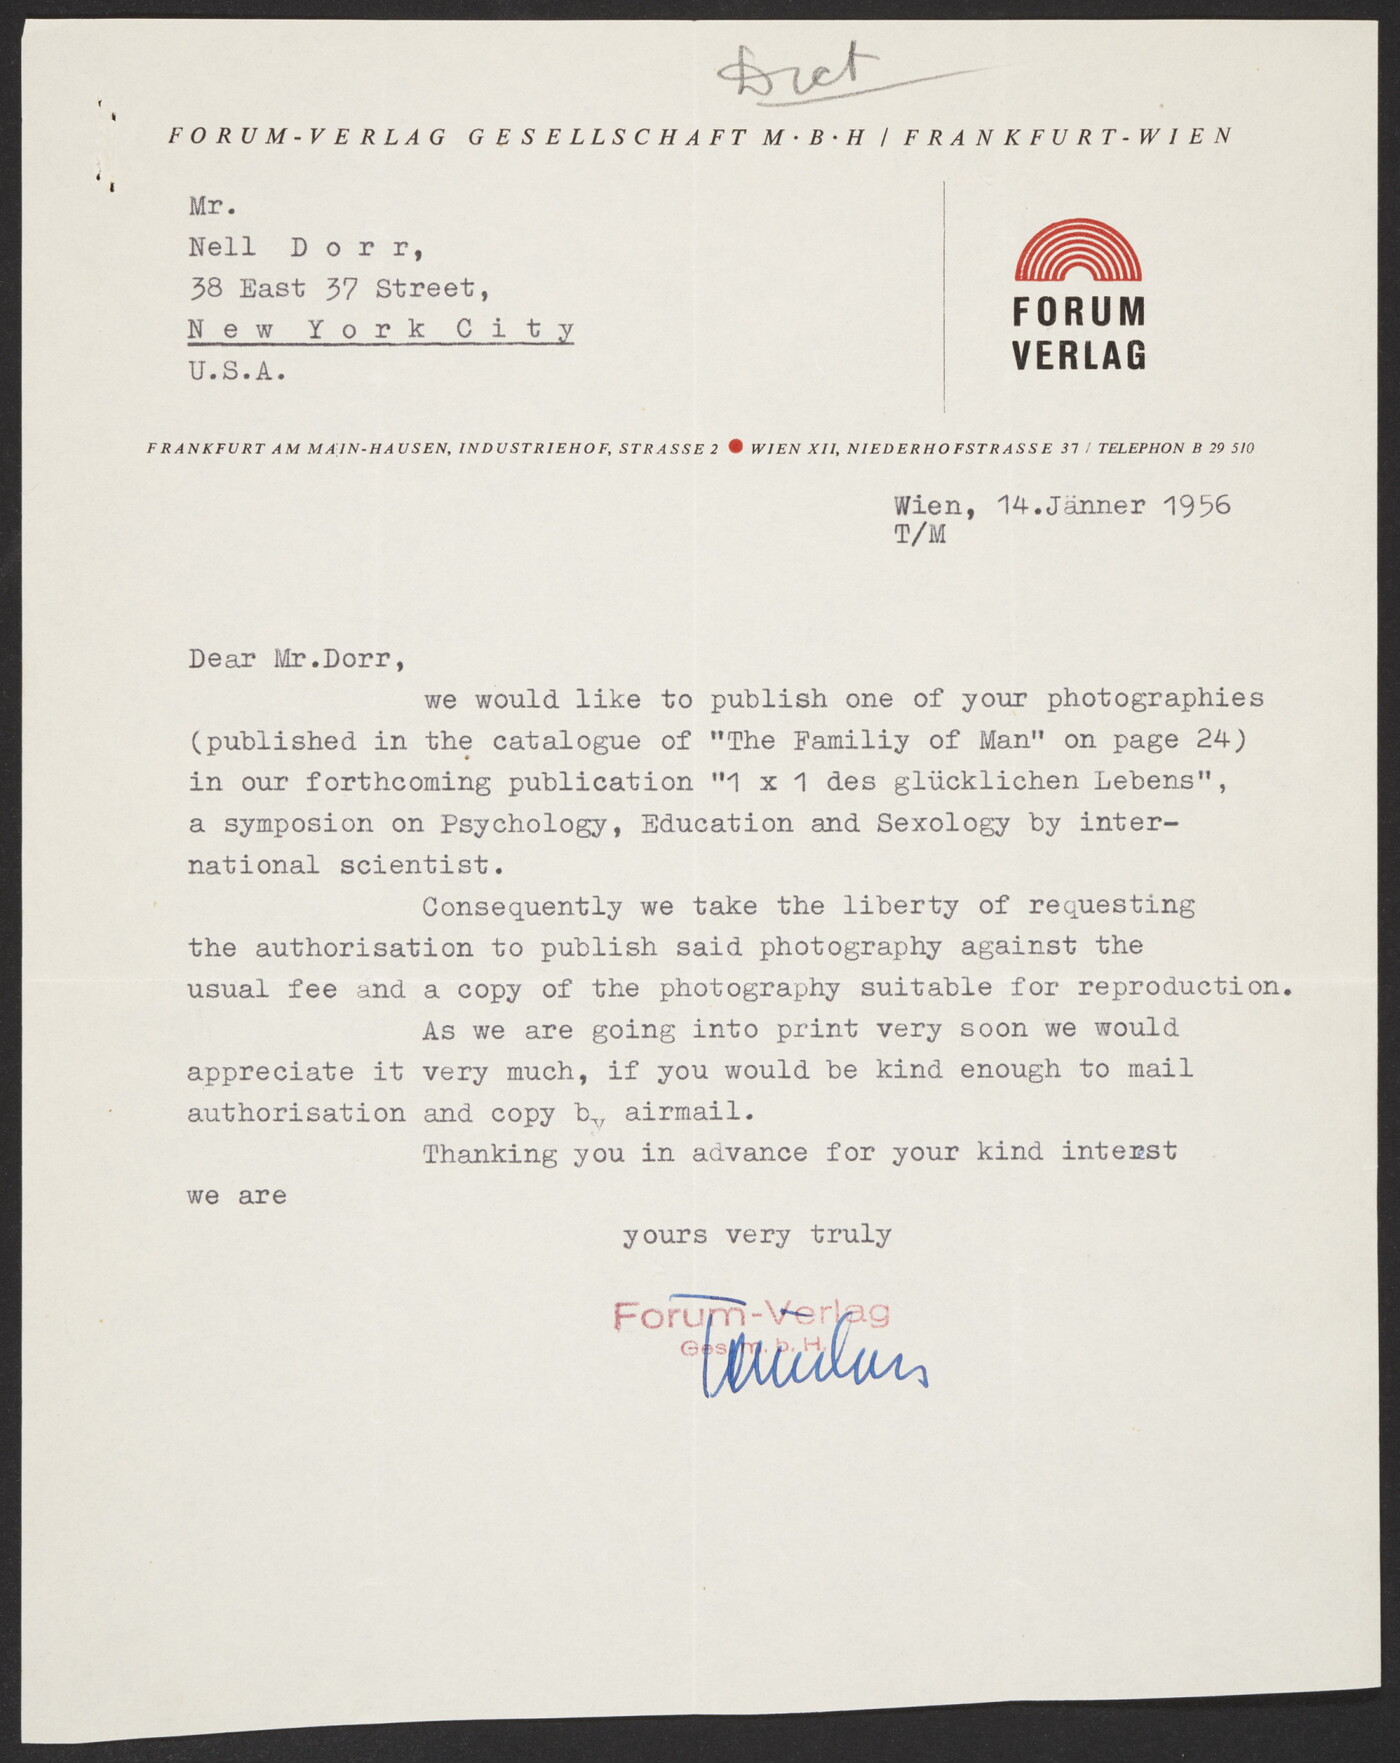 FORUM-VERLAG GESELLSCHAFT M·B·H / FRANKFURT-WIEN
Mr.
Nell D o r r,
38 East 37 Street,
N e w  Y o r k  C i t y
U.S.A.
FORUM
VERLAG
FRANKFURT AM MAIN-HAUSEN, INDUSTRIEHOF, STRASSE 2 ● WIEN XII, NIEDERHOFSTRASSE 37 / TELEPHON B 29 510
Wien, 14.Jänner 1956
T/M
Dear Mr.Dorr,
we would like to publish one of your photographies
(published in the catalogue of "The Familiy of Man" on page 24)
in our forthcoming publication "1 x 1 des glücklichen Lebens",
a symposion on Psychology, Education and Sexology by inter-
national scientist.
Consequently we take the liberty of requesting
the authorisation to publish said photography against the
usual fee and a copy of the photography suitable for reproduction.
As we are going into print very soon we would
appreciate it very much, if you would be kind enough to mail
authorisation and copy by airmail.
Thanking you in advance for your kind interest
we are
yours very truly
Forum-Verlag
Ges. m. b. H.